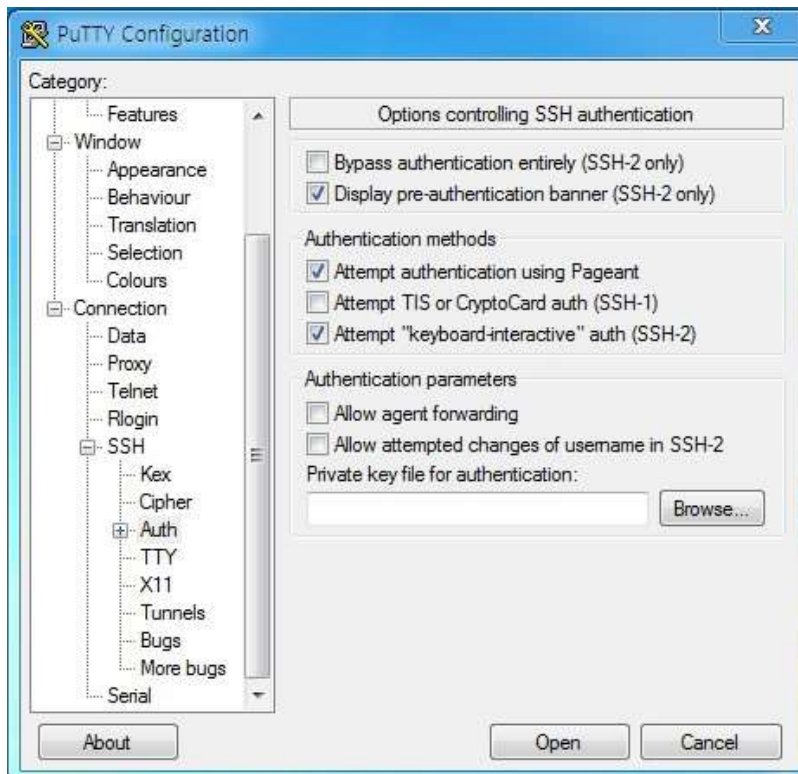 PuTTY Configuration
X
Category:
Features
Window
Appearance
Behaviour
Translation
Selection
Colours
Connection
Data
Proxy
Telnet
Rlogin
SSH
Kex
Cipher
Auth
TTY
X11
Tunnels
Bugs
More bugs
Serial
Options controlling SSH authentication
Bypass authentication entirely (SSH-2 only)
Display pre-authentication banner (SSH-2 only)
Authentication methods
Attempt authentication using Pageant
Attempt TIS or CryptoCard auth (SSH-1)
Attempt "keyboard-interactive" auth (SSH-2)
Authentication parameters
Allow agent forwarding
Allow attempted changes of username in SSH-2
Private key file for authentication:
Browse...
About
Open
Cancel